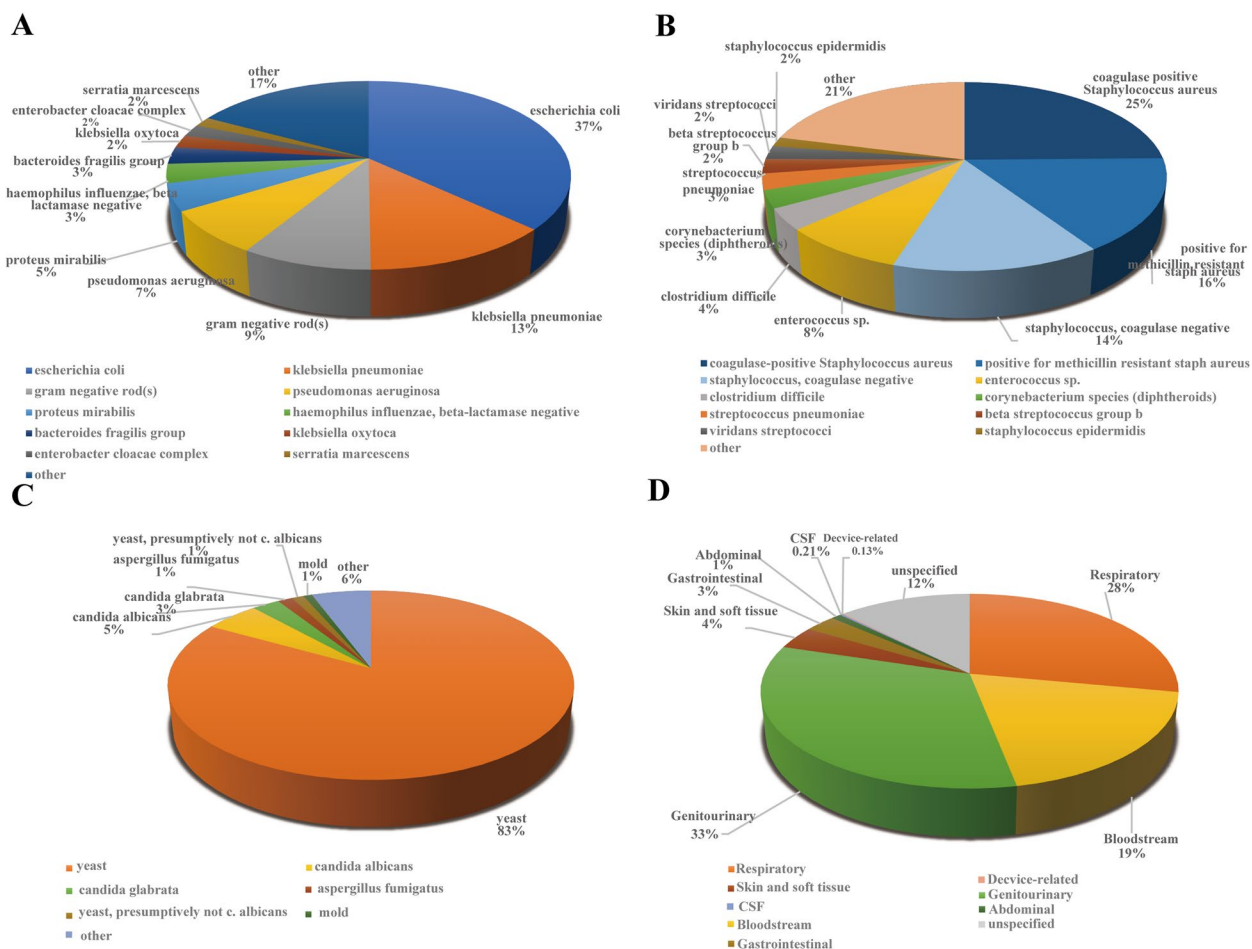 A
other
17%
serratia marcescens
2%
enterobacter cloacae complex
2%
klebsiella oxytoca
2%
bacteroides fragilis group
3%
haemophilus influenzae, beta
lactamase negative
3%
proteus mirabilis
5%
pseudomonas aeruginosa
7%
gram negative rod(s)
9%
klebsiella pneumoniae
13%
escherichia coli
37%
escherichia coli
klebsiella pneumoniae
gram negative rod(s)
pseudomonas aeruginosa
proteus mirabilis
haemophilus influenzae, beta-lactamase negative
bacteroides fragilis group
klebsiella oxytoca
enterobacter cloacae complex
serratia marcescens
other
B
staphylococcus epidermidis
2%
other
21%
viridans streptococci
2%
beta streptococcus
group b
2%
streptococcus
pneumoniae
3%
corynebacterium
species (diphtheroids)
3%
clostridium difficile
4%
enterococcus sp.
8%
staphylococcus, coagulase negative
14%
positive for
methicillin resistant
staph aureus
16%
coagulase positive
Staphylococcus aureus
25%
coagulase-positive Staphylococcus aureus
positive for methicillin resistant staph aureus
staphylococcus, coagulase negative
enterococcus sp.
clostridium difficile
corynebacterium species (diphtheroids)
streptococcus pneumoniae
beta streptococcus group b
viridans streptococci
staphylococcus epidermidis
other
C
yeast, presumptively not c. albicans
1%
aspergillus fumigatus
1%
mold
1%
other
6%
candida glabrata
3%
candida albicans
5%
yeast
83%
yeast
candida albicans
candida glabrata
aspergillus fumigatus
yeast, presumptively not c. albicans
mold
other
D
CSF
0.21%
Decvice-related
0.13%
Abdominal
1%
Gastrointestinal
3%
Skin and soft tissue
4%
unspecified
12%
Respiratory
28%
Genitourinary
33%
Bloodstream
19%
Respiratory
Skin and soft tissue
CSF
Bloodstream
Gastrointestinal
Decvice-related
Genitourinary
Abdominal
unspecified